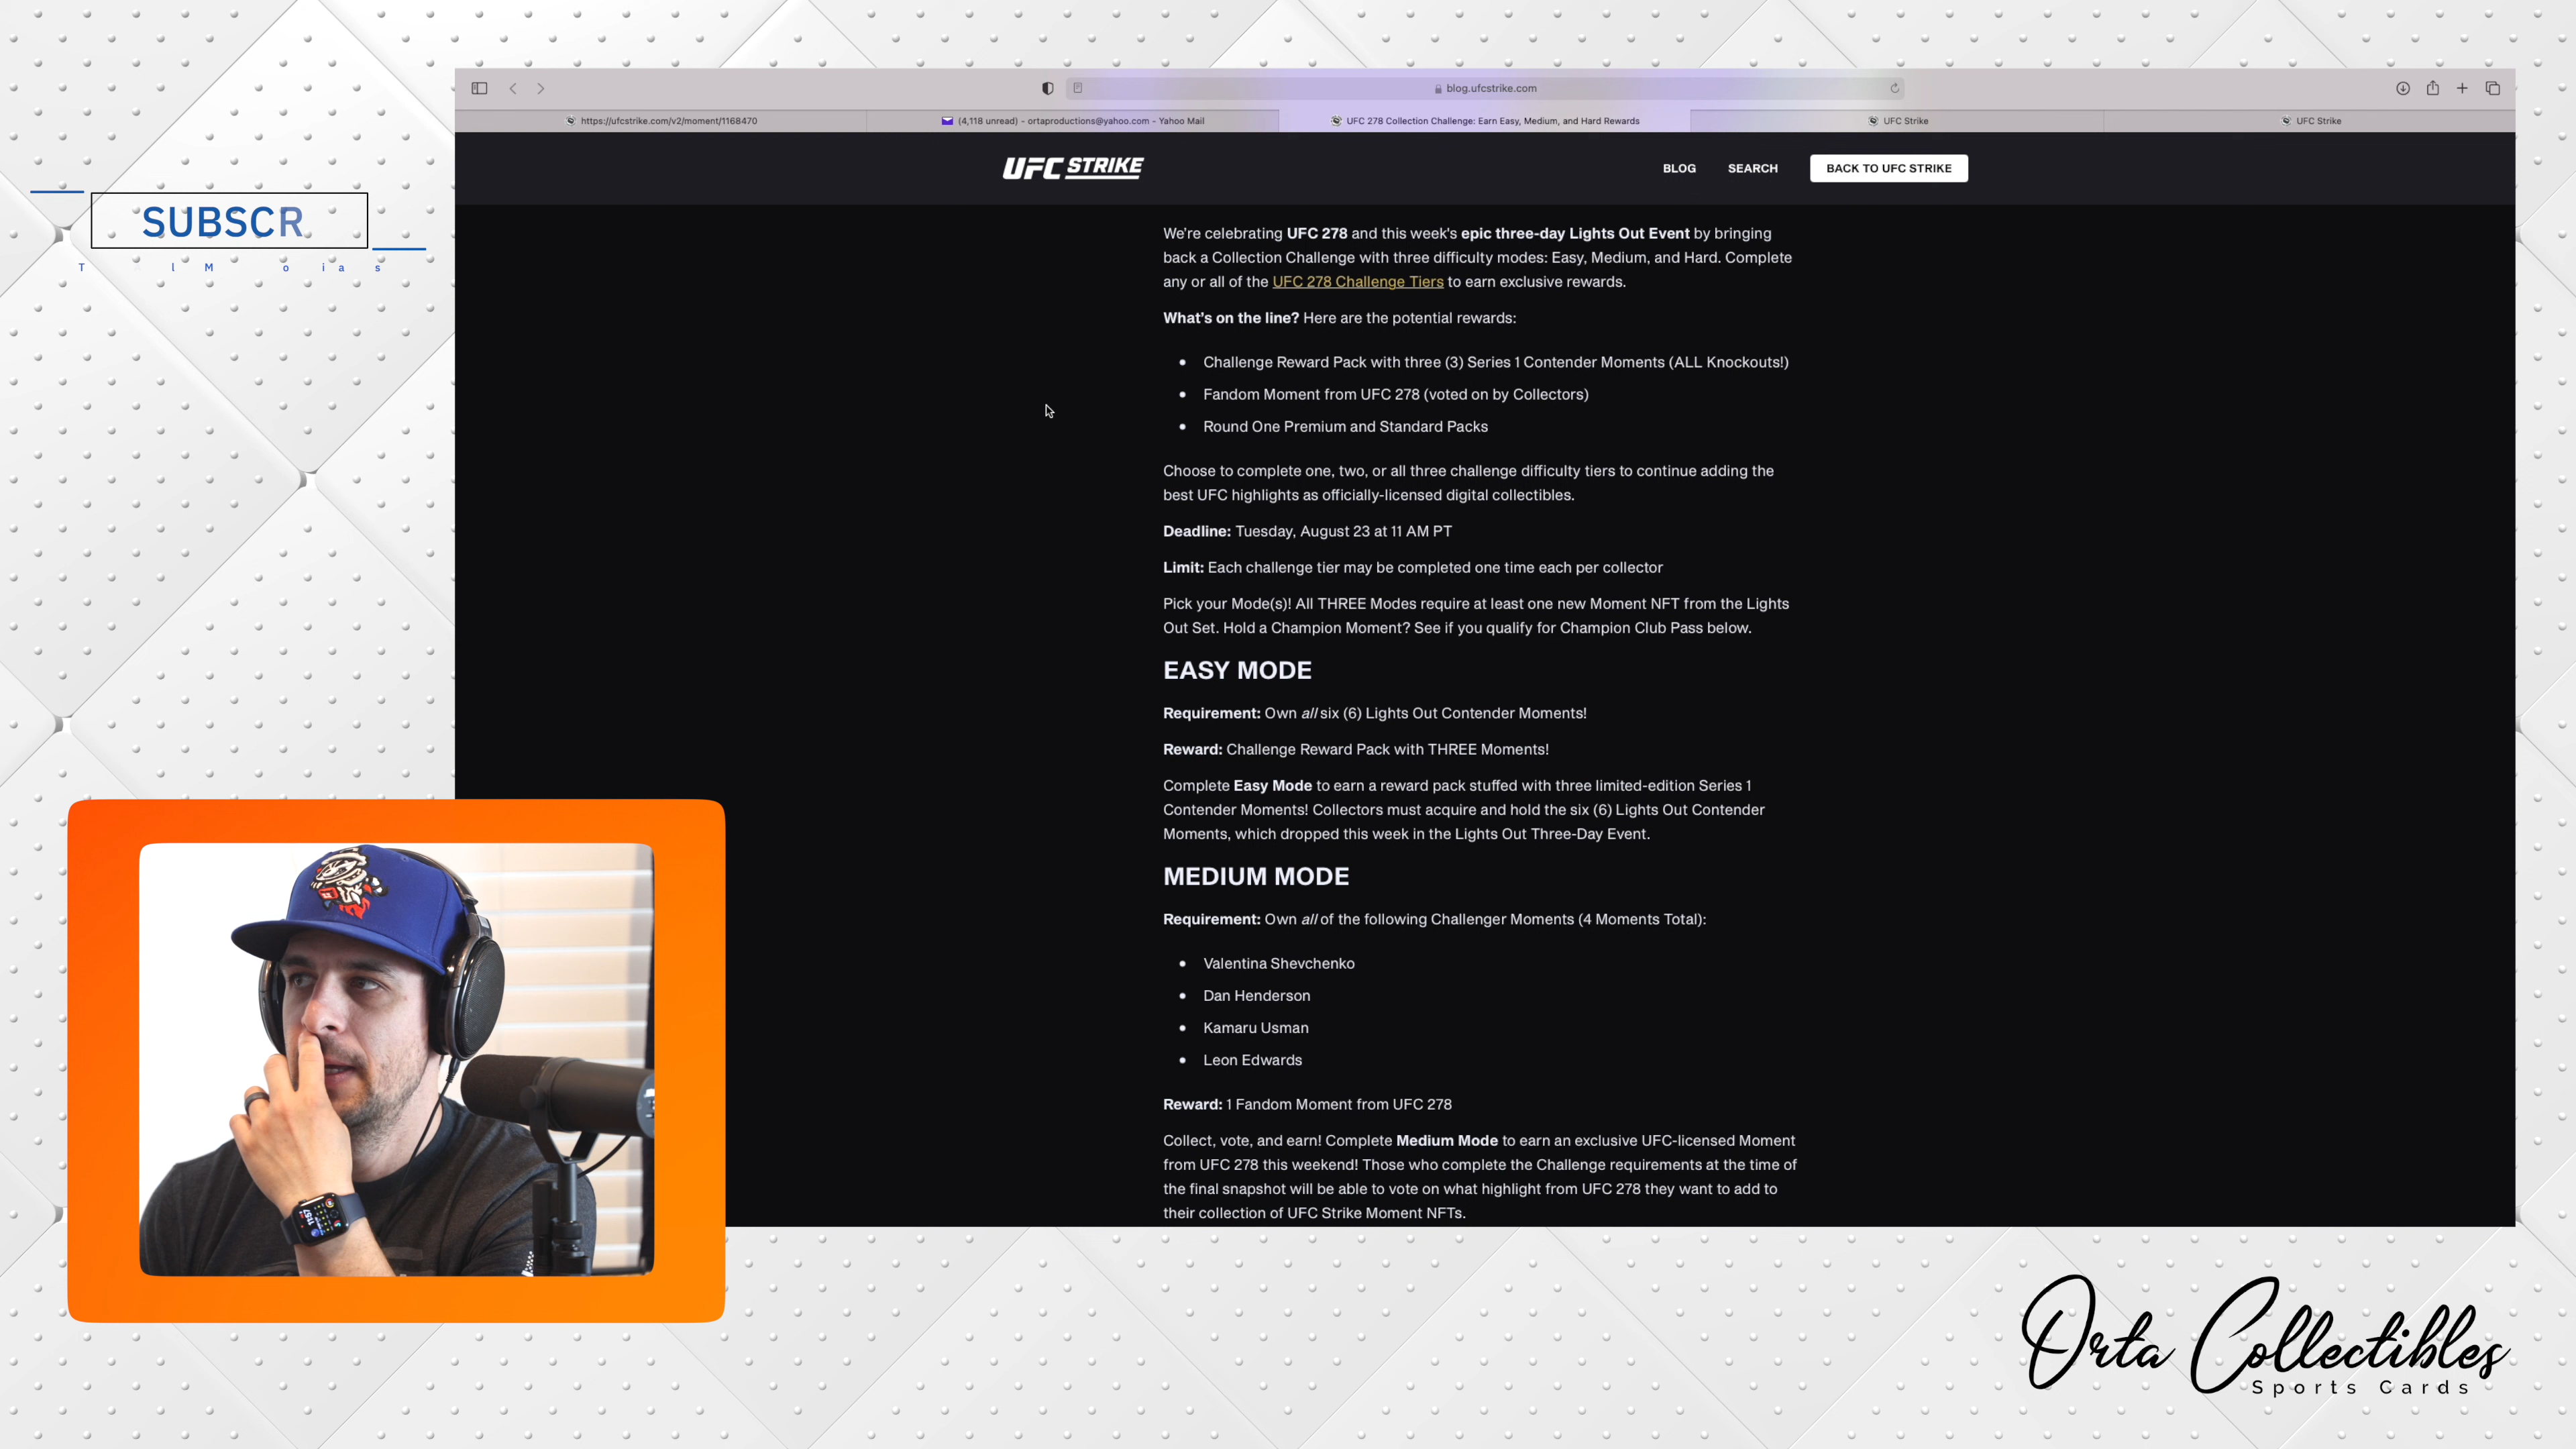 blog.ufcstrike.com
https://ufcstrike.com/v2/moment/1168470
(4,118 unread) - ortaproductions@yahoo.com - Yahoo Mail
UFC 278 Collection Challenge: Earn Easy, Medium, and Hard Rewards
UFC Strike
UFC Strike
UFC STRIKE
BLOG
SEARCH
BACK TO UFC STRIKE
SUBSCR
T l M o i a s
We're celebrating UFC 278 and this week's epic three-day Lights Out Event by bringing
back a Collection Challenge with three difficulty modes: Easy, Medium, and Hard. Complete
any or all of the UFC 278 Challenge Tiers to earn exclusive rewards.
What's on the line? Here are the potential rewards:
• Challenge Reward Pack with three (3) Series 1 Contender Moments (ALL Knockouts!)
• Fandom Moment from UFC 278 (voted on by Collectors)
• Round One Premium and Standard Packs
Choose to complete one, two, or all three challenge difficulty tiers to continue adding the
best UFC highlights as officially-licensed digital collectibles.
Deadline: Tuesday, August 23 at 11 AM PT
Limit: Each challenge tier may be completed one time each per collector
Pick your Mode(s)! All THREE Modes require at least one new Moment NFT from the Lights
Out Set. Hold a Champion Moment? See if you qualify for Champion Club Pass below.
EASY MODE
Requirement: Own all six (6) Lights Out Contender Moments!
Reward: Challenge Reward Pack with THREE Moments!
Complete Easy Mode to earn a reward pack stuffed with three limited-edition Series 1
Contender Moments! Collectors must acquire and hold the six (6) Lights Out Contender
Moments, which dropped this week in the Lights Out Three-Day Event.
MEDIUM MODE
Requirement: Own all of the following Challenger Moments (4 Moments Total):
• Valentina Shevchenko
• Dan Henderson
• Kamaru Usman
• Leon Edwards
Reward: 1 Fandom Moment from UFC 278
Collect, vote, and earn! Complete Medium Mode to earn an exclusive UFC-licensed Moment
from UFC 278 this weekend! Those who complete the Challenge requirements at the time of
the final snapshot will be able to vote on what highlight from UFC 278 they want to add to
their collection of UFC Strike Moment NFTs.
Orta Collectibles
Sports Cards